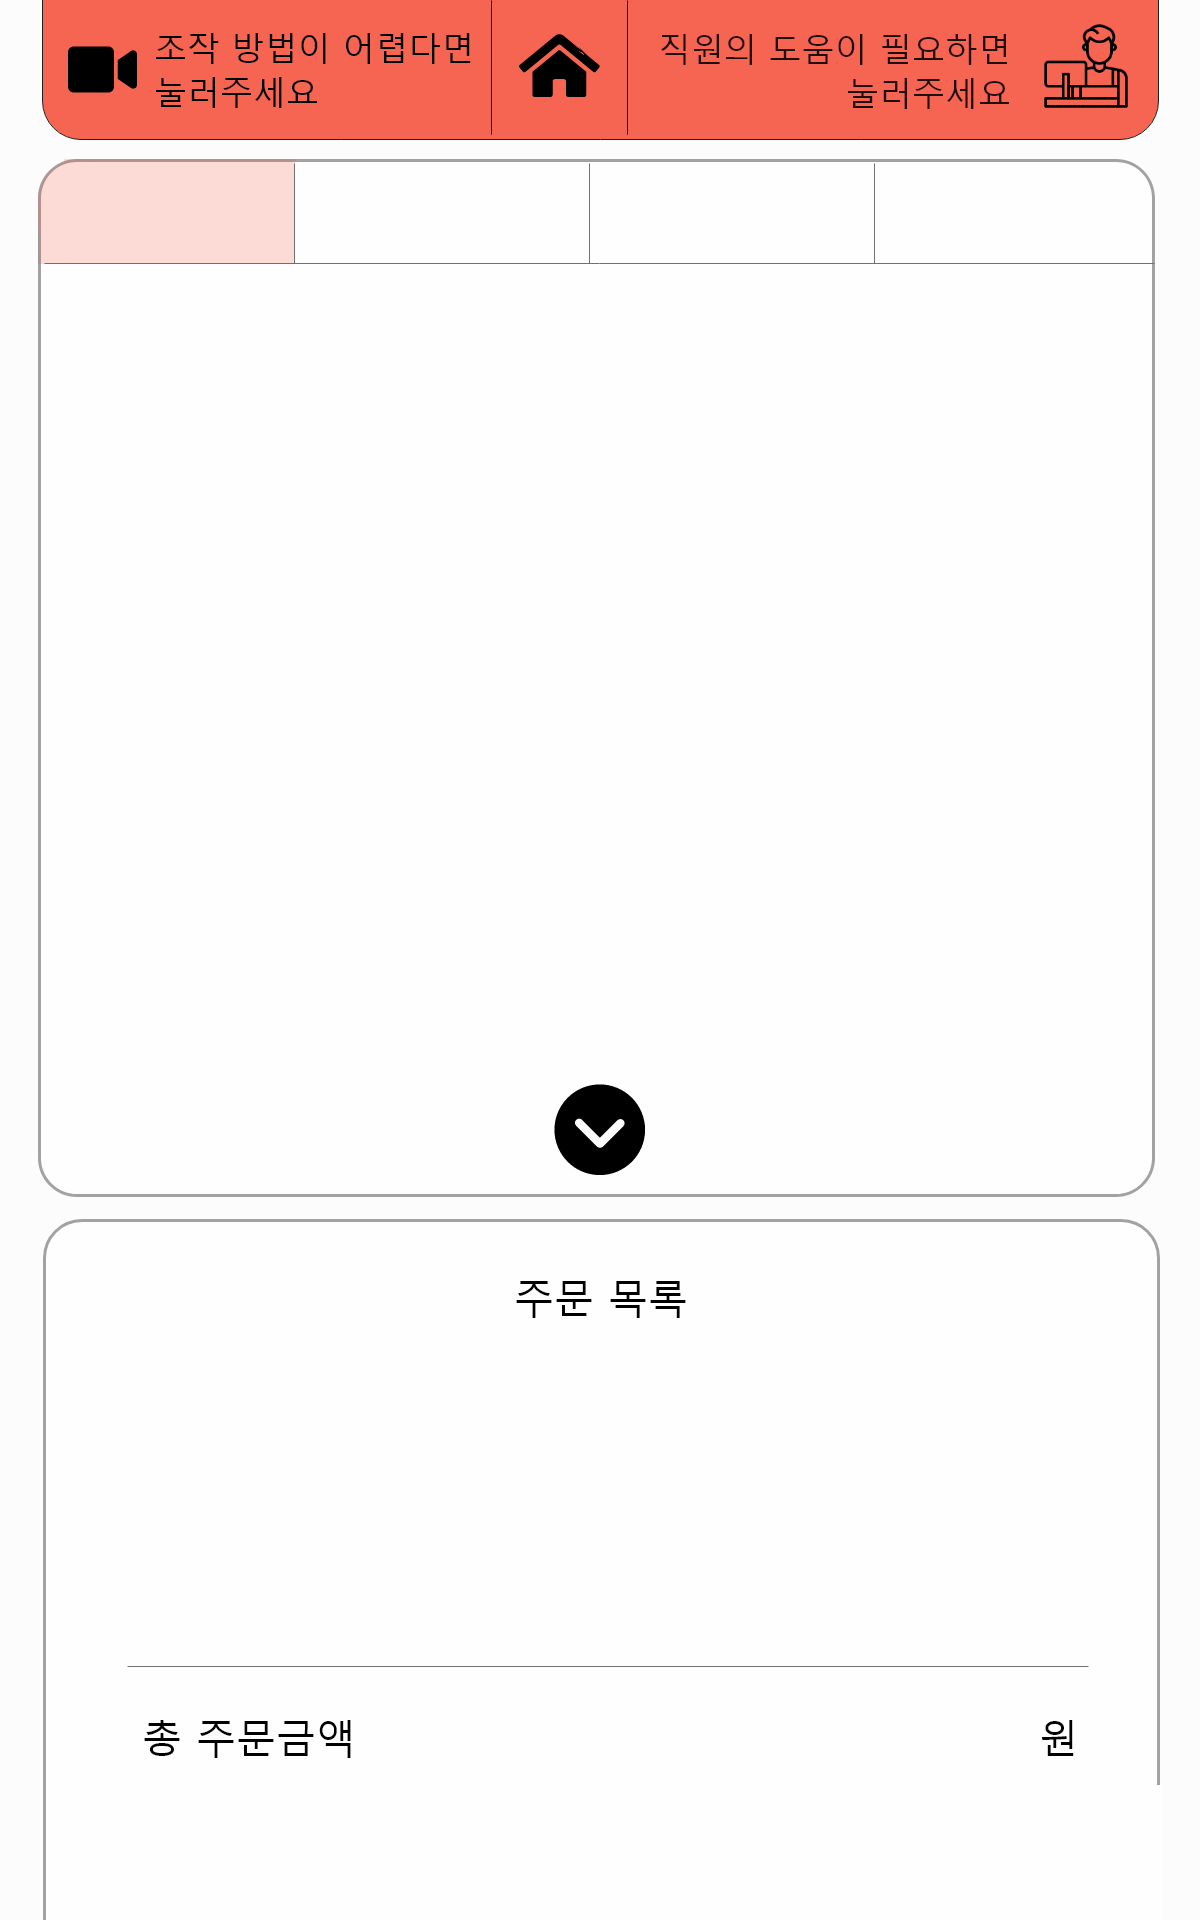 조작 방법이 어렵다면
눌러주세요
직원의 도움이 필요하면
눌러주세요
주문 목록
총 주문금액 원